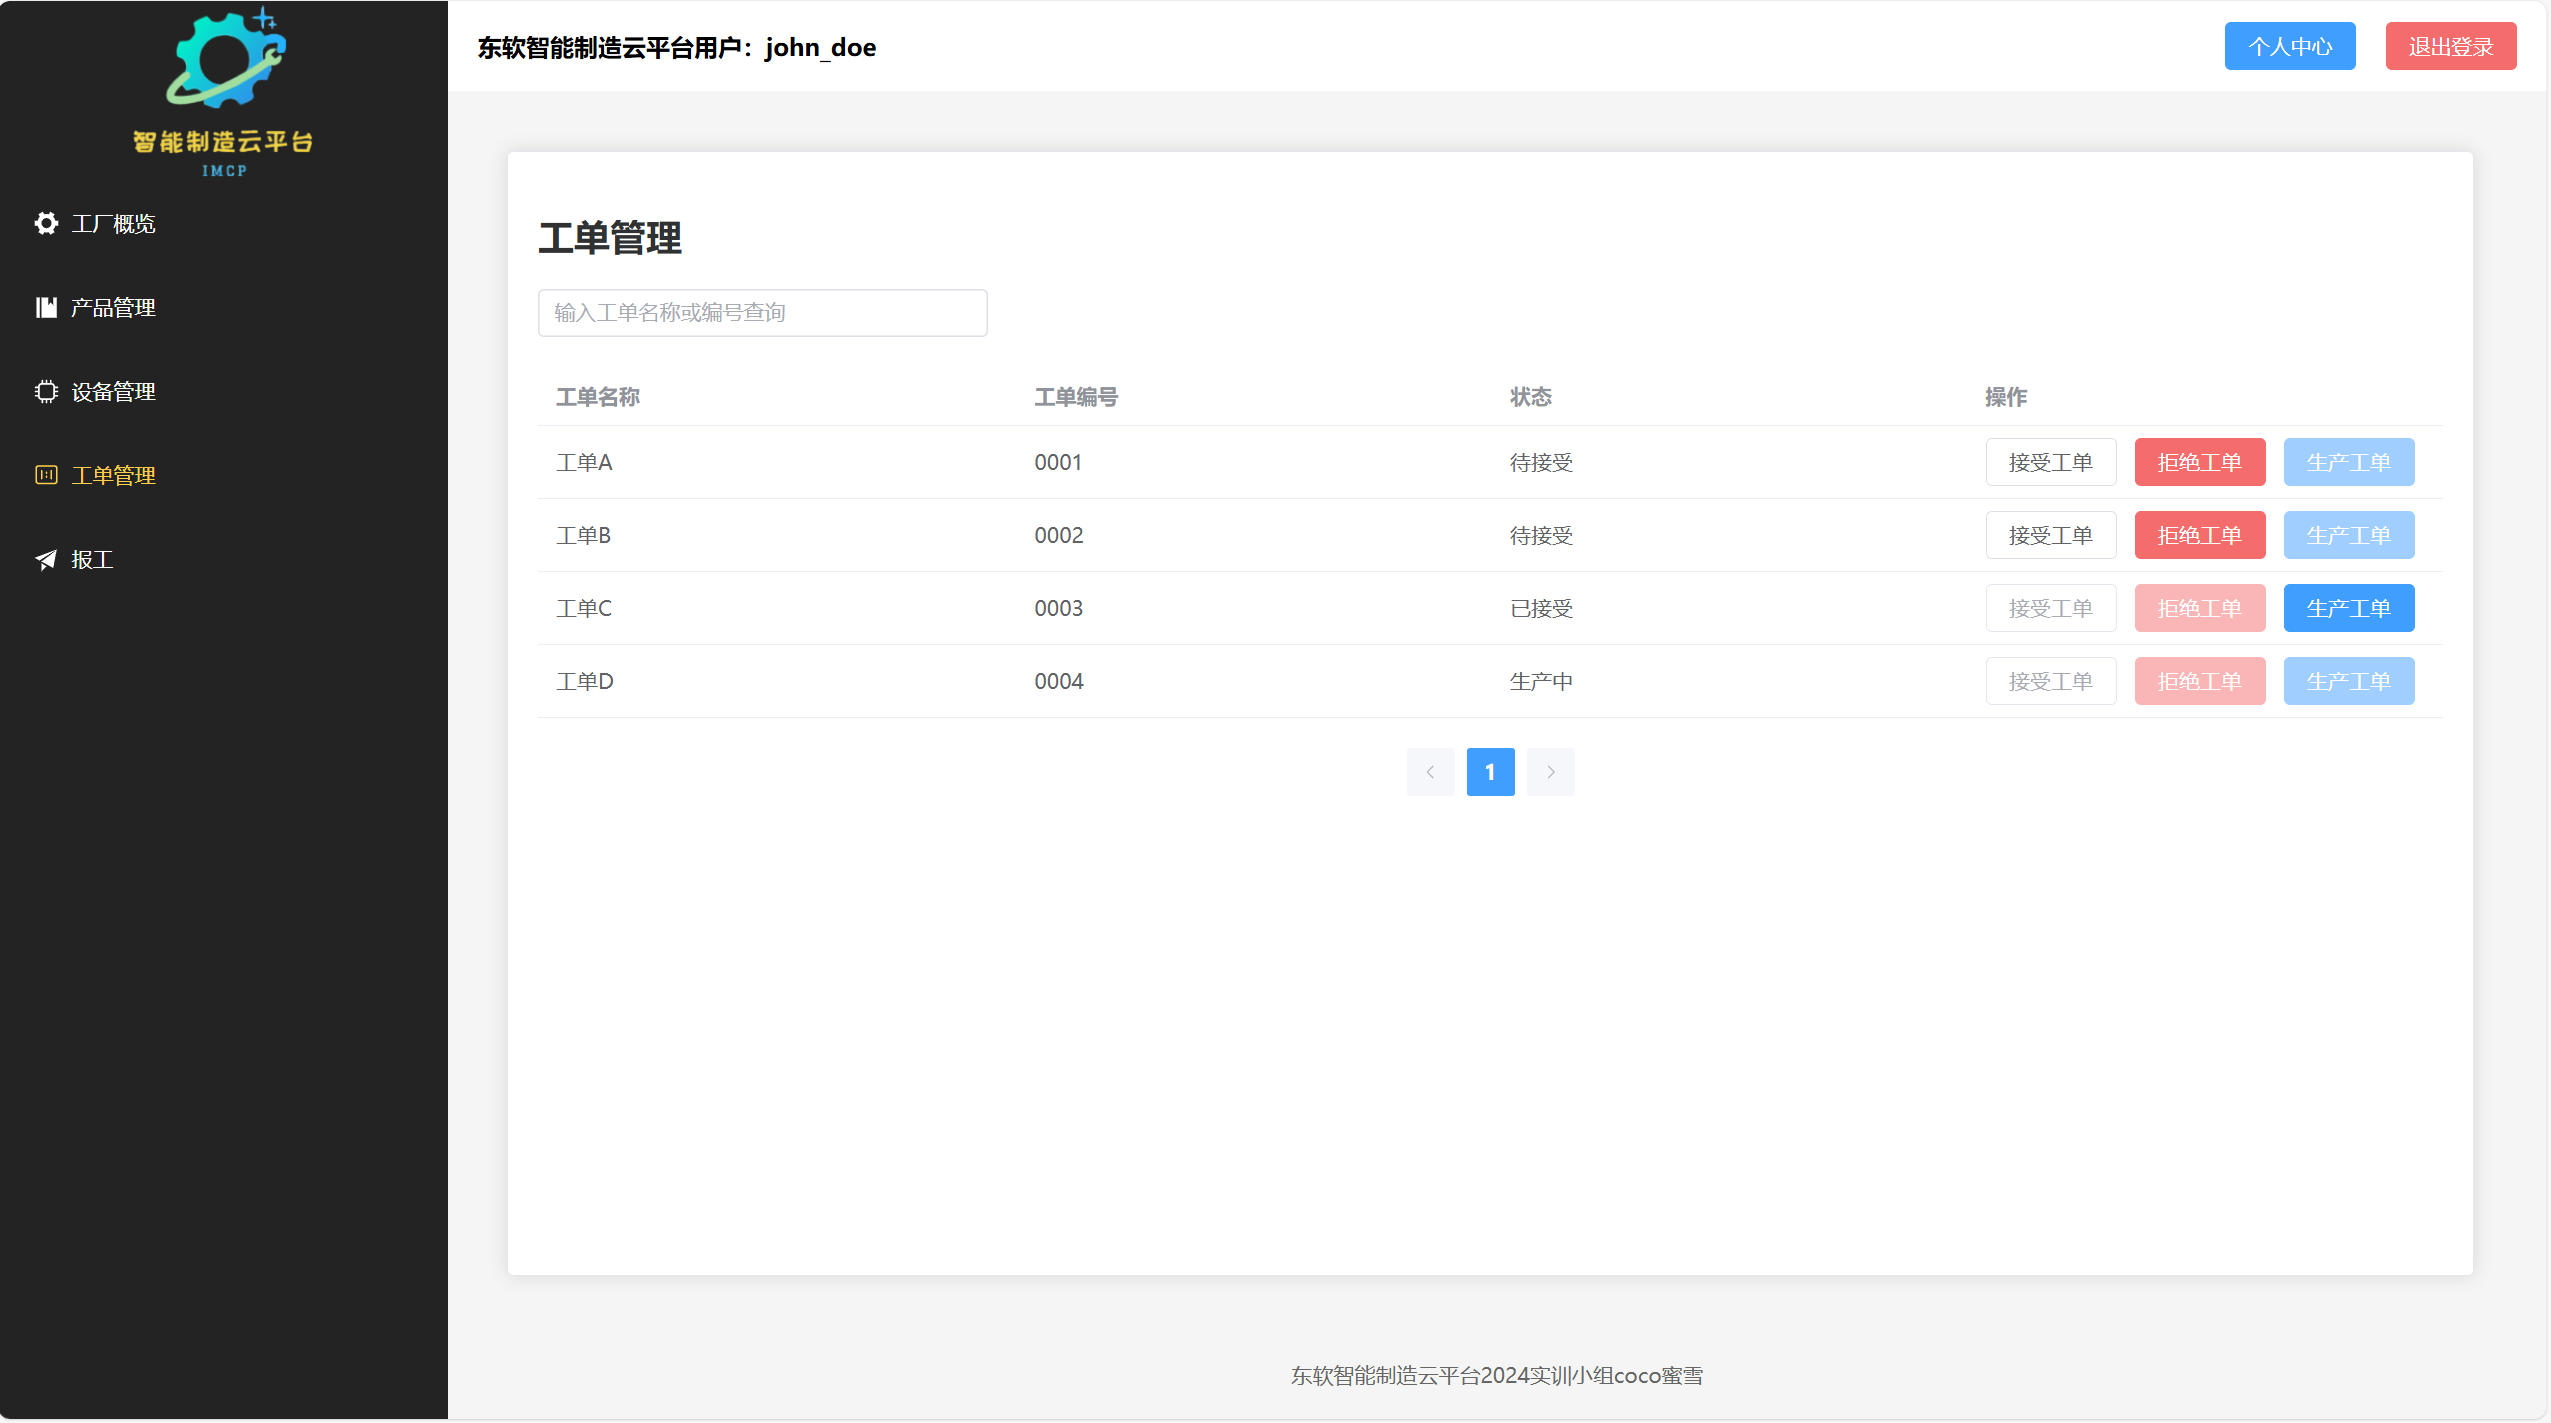 智能制造云平台
IMCP
工厂概览
产品管理
设备管理
工单管理
报工
东软智能制造云平台用户：john_doe
个人中心
退出登录
工单管理
输入工单名称或编号查询
工单名称 工单编号 状态 操作
工单A 0001 待接受 接受工单 拒绝工单 生产工单
工单B 0002 待接受 接受工单 拒绝工单 生产工单
工单C 0003 已接受 接受工单 拒绝工单 生产工单
工单D 0004 生产中 接受工单 拒绝工单 生产工单
1
东软智能制造云平台2024实训小组coco蜜雪